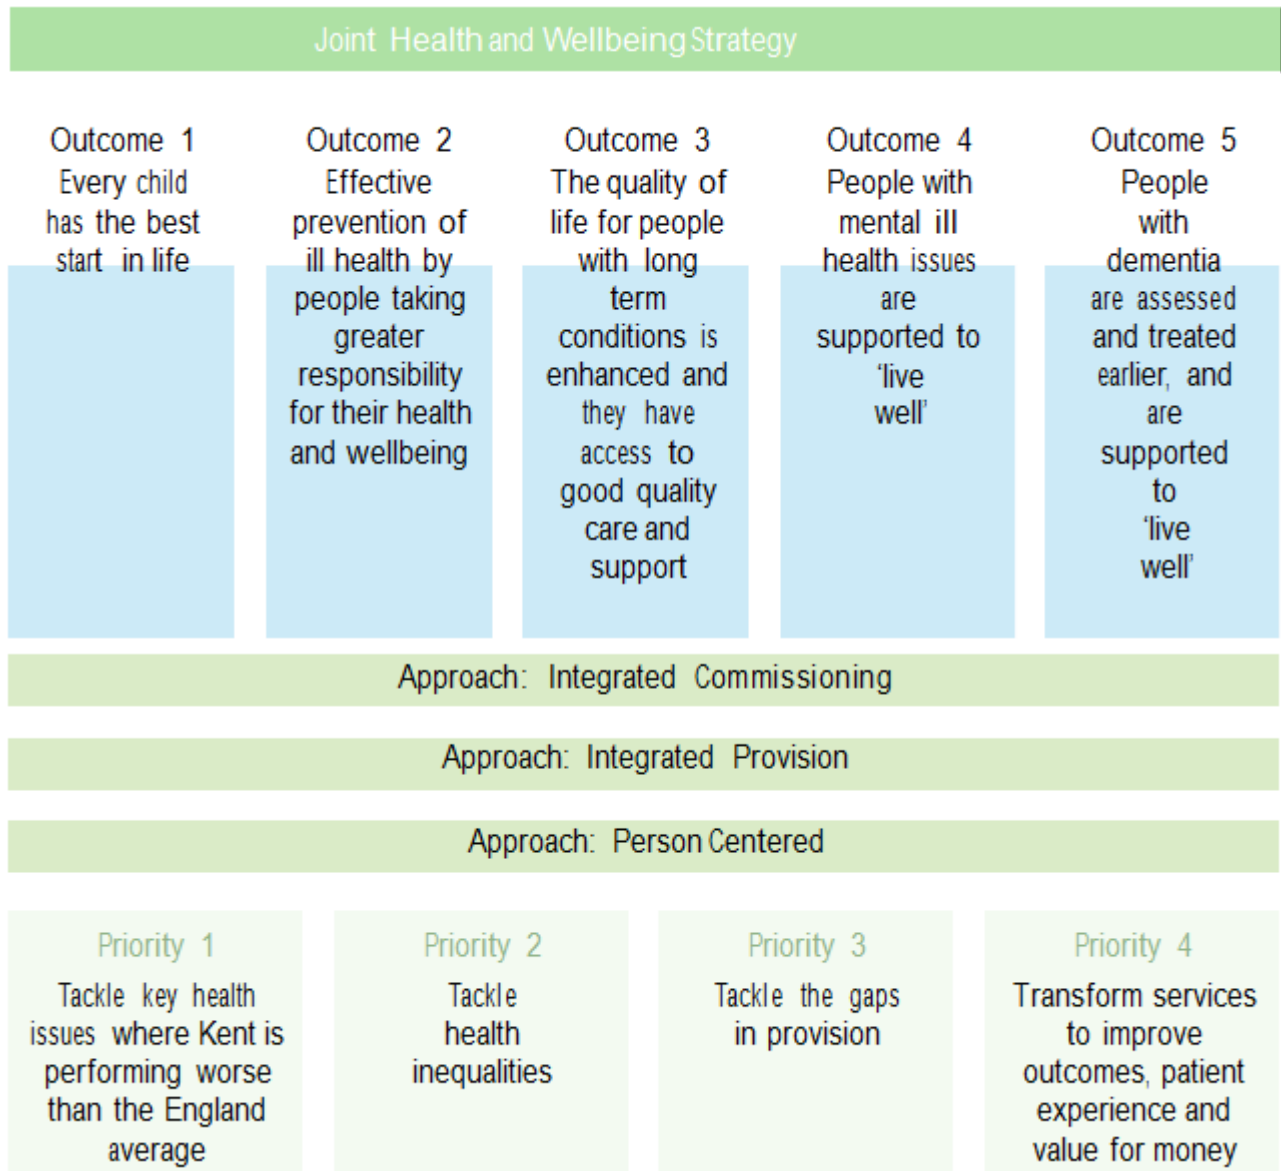 Joint Health and Wellbeing Strategy
Outcome 1
Every child
has the best
start in life
Outcome 2
Effective
prevention of
ill health by
people taking
greater
responsibility
for their health
and wellbeing
Outcome 3
The quality of
life for people
with long
term
conditions is
enhanced and
they have
access to
good quality
care and
support
Outcome 4
People with
mental ill
health issues
are
supported to
‘live
well’
Outcome 5
People
with
dementia
are assessed
and treated
earlier, and
are
supported
to
‘live
well’
Approach: Integrated Commissioning
Approach: Integrated Provision
Approach: Person Centered
Priority 1
Tackle key health
issues where Kent is
performing worse
than the England
average
Priority 2
Tackle
health
inequalities
Priority 3
Tackle the gaps
in provision
Priority 4
Transform services
to improve
outcomes, patient
experience and
value for money